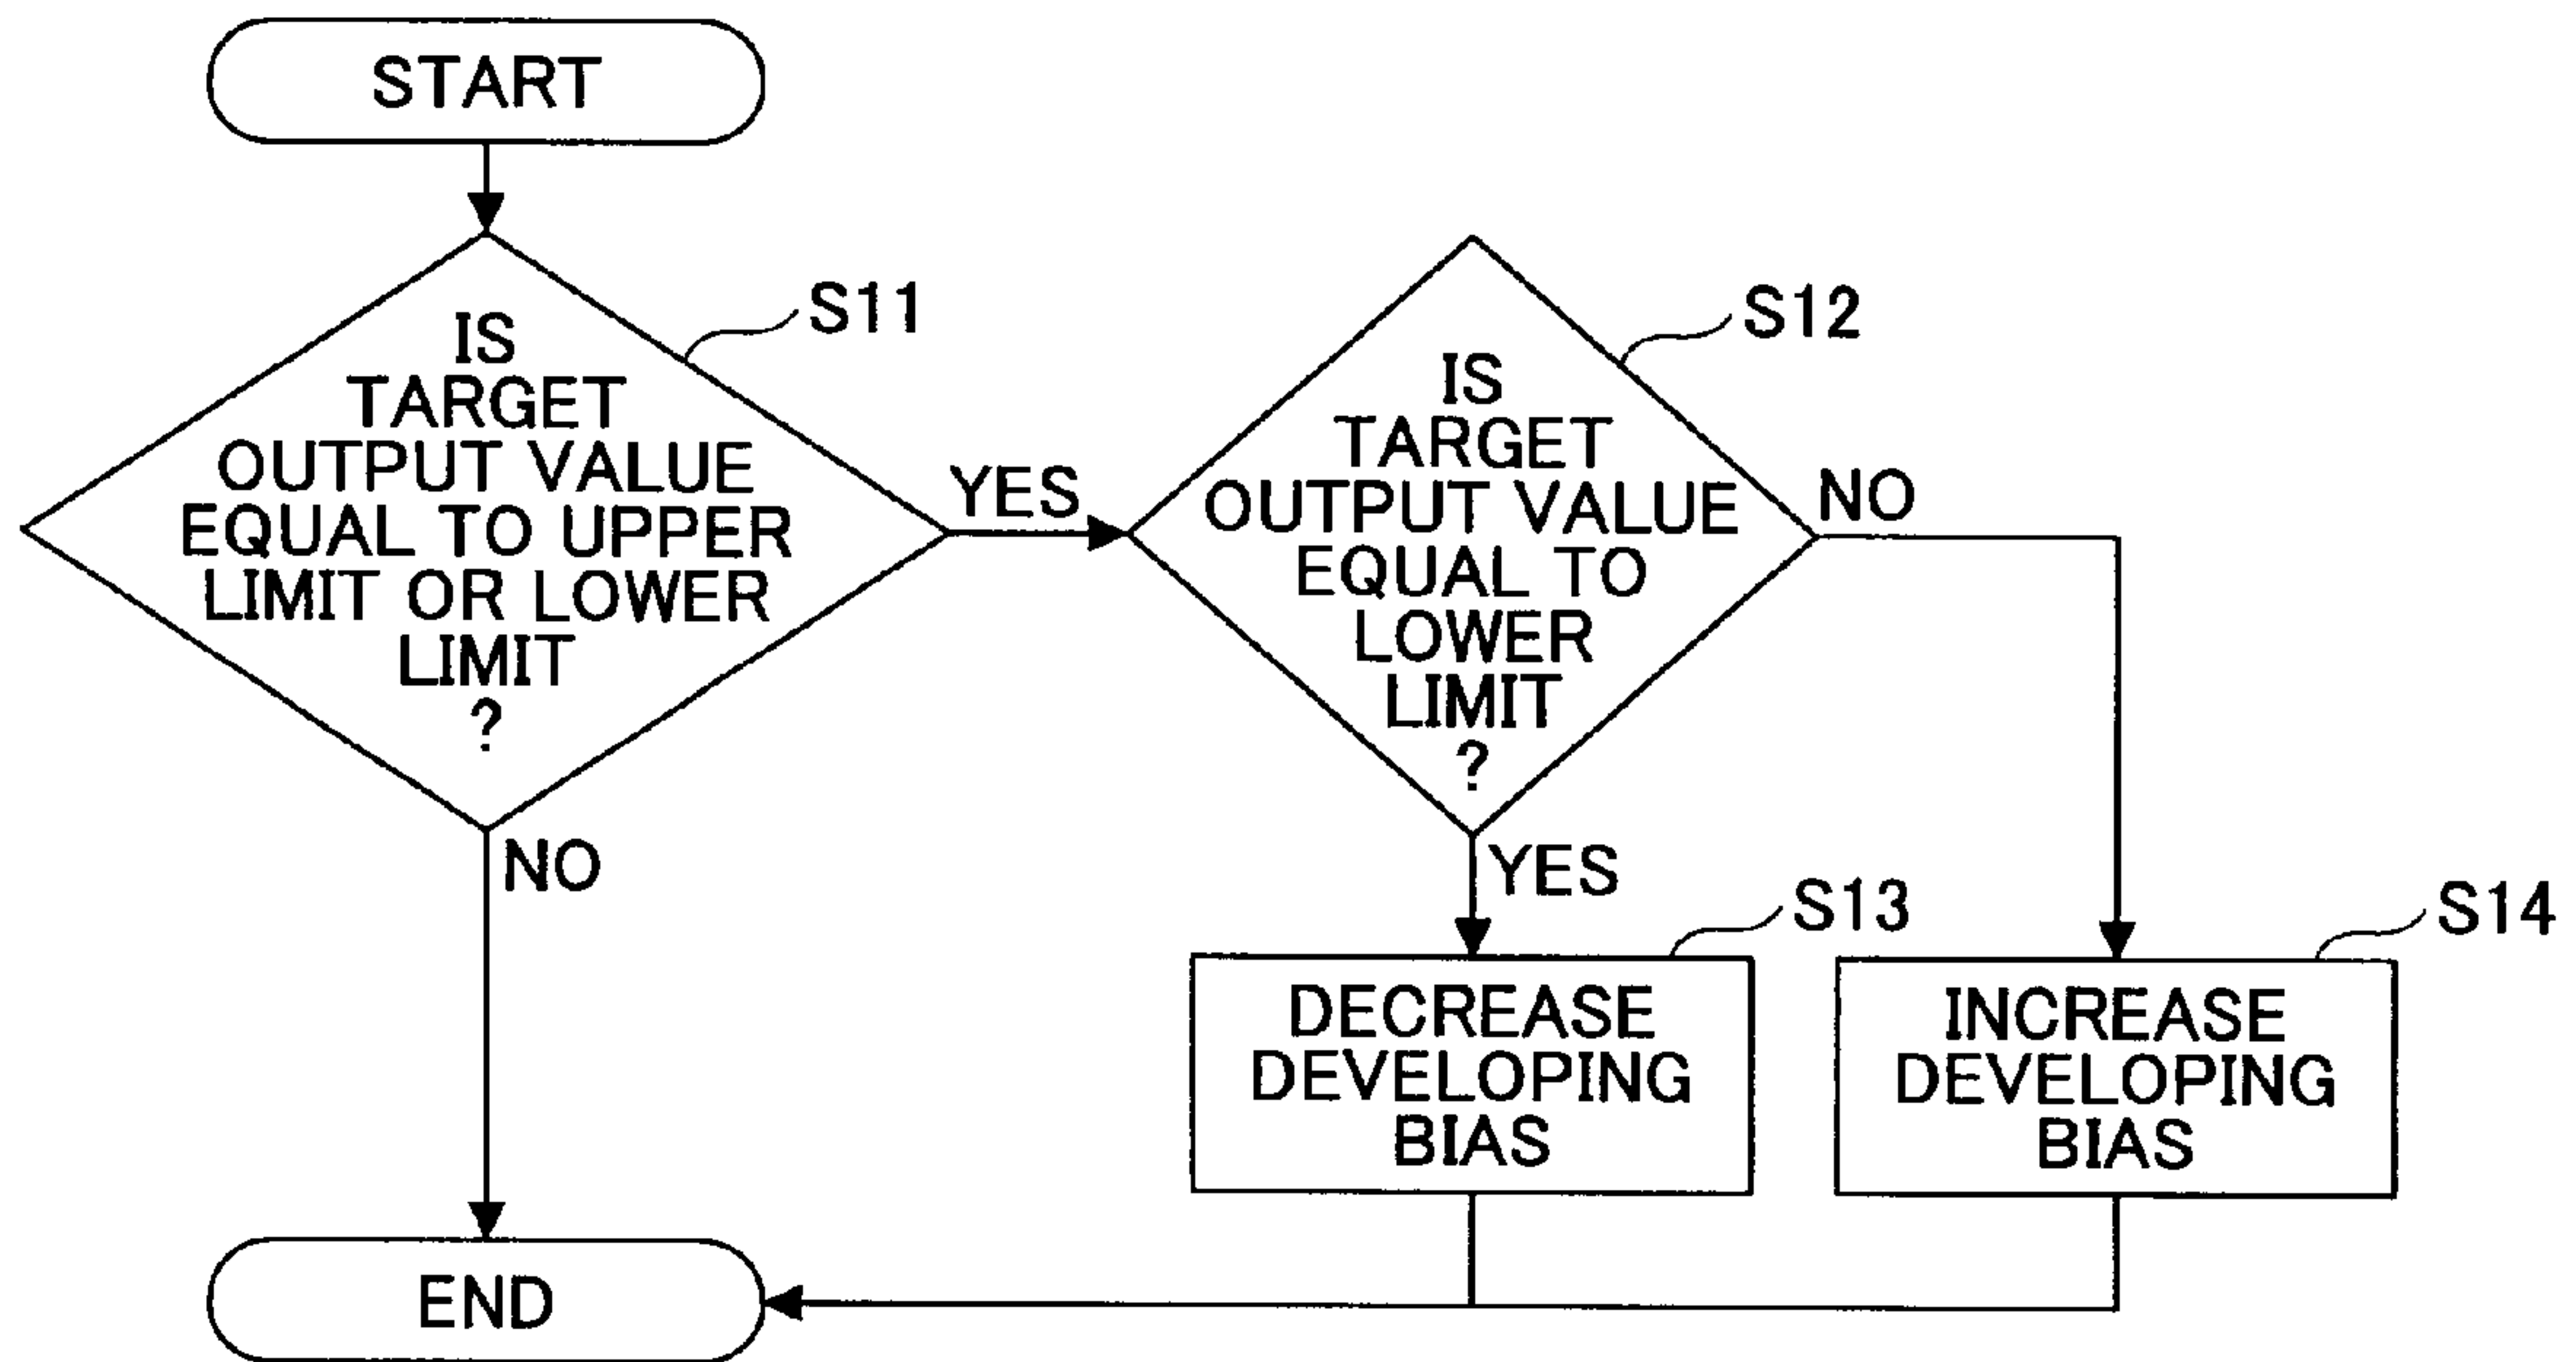 START
S11
IS
TARGET
OUTPUT VALUE
EQUAL TO UPPER
LIMIT OR LOWER
LIMIT
?
YES
NO
S12
IS
TARGET
OUTPUT VALUE
EQUAL TO
LOWER
LIMIT
?
NO
YES
S13
DECREASE
DEVELOPING
BIAS
S14
INCREASE
DEVELOPING
BIAS
END